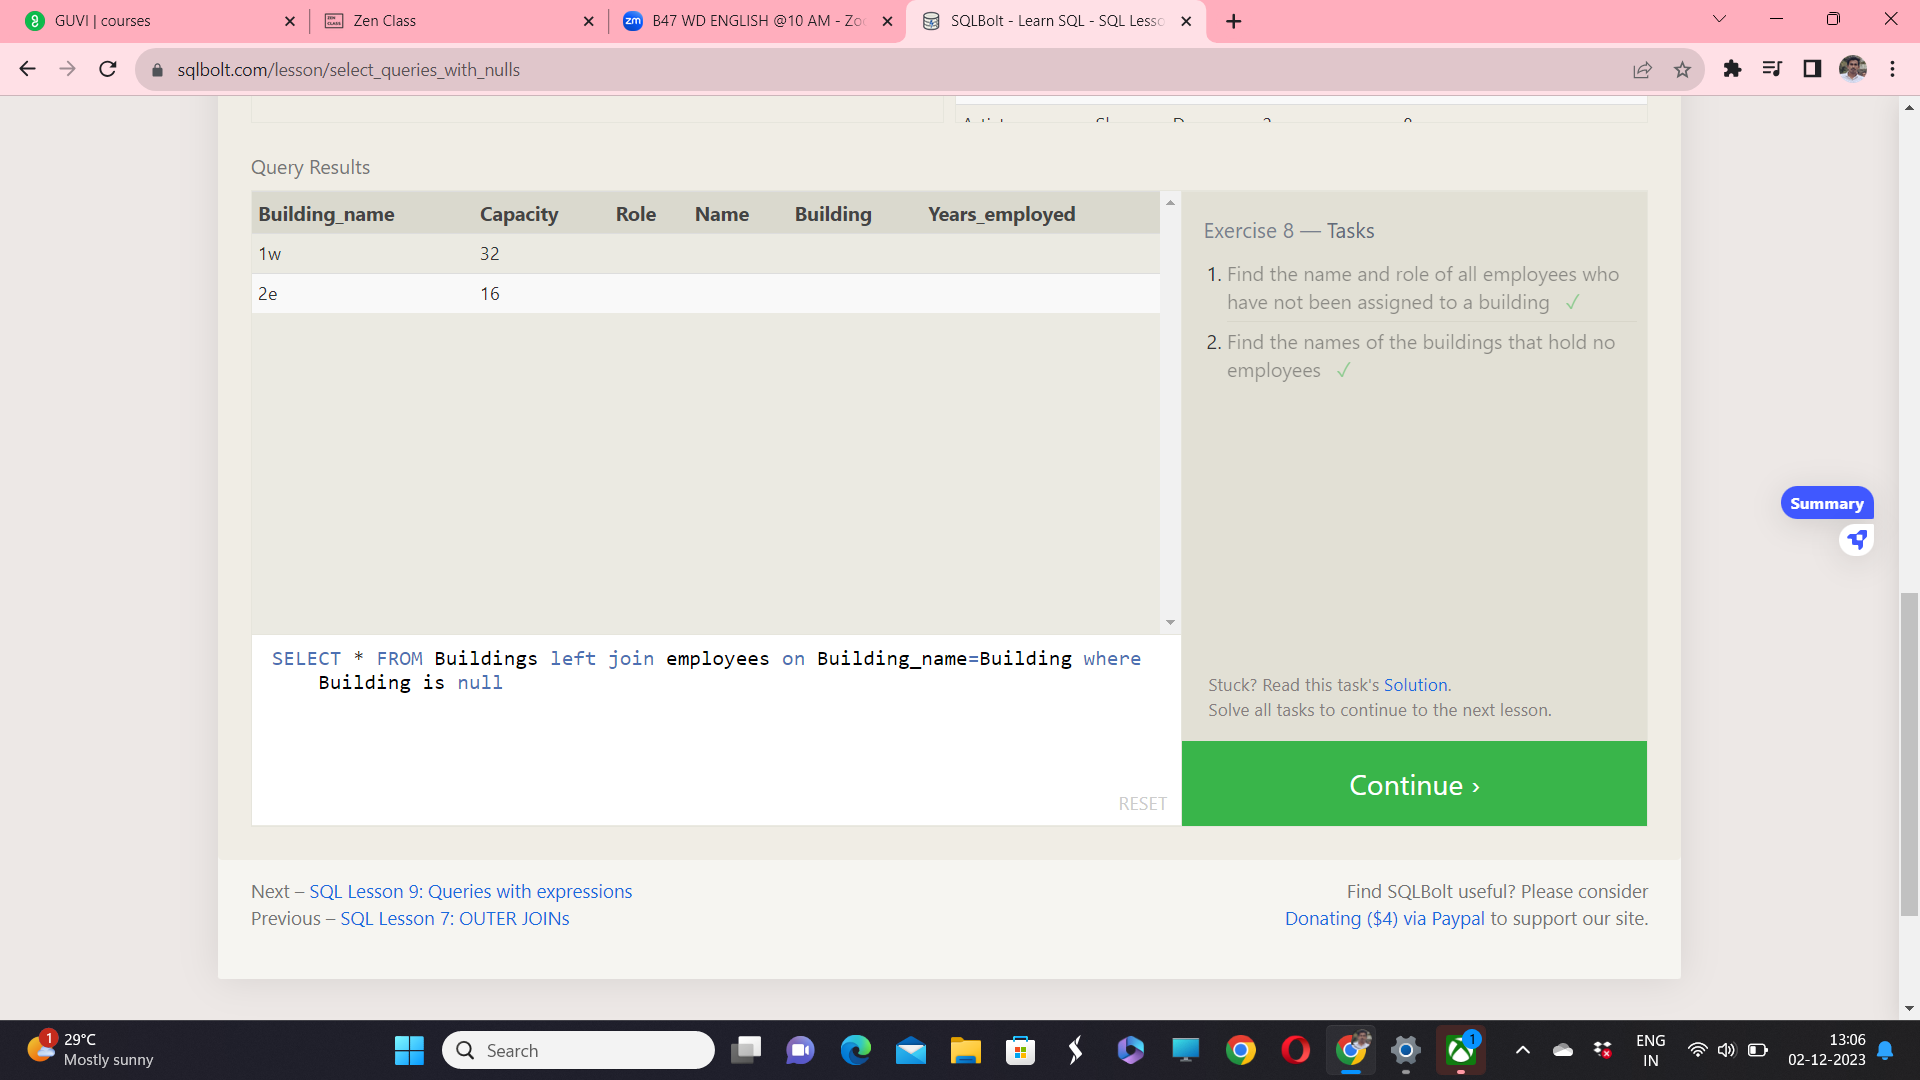 GUVI | courses
Zen Class
B47 WD ENGLISH @10 AM - Zoo
SQLBolt - Learn SQL - SQL Lesso
sqlbolt.com/lesson/select_queries_with_nulls
Query Results
Building_name Capacity Role Name Building Years_employed
1w 32
2e 16
Exercise 8 — Tasks
1. Find the name and role of all employees who
have not been assigned to a building ✓
2. Find the names of the buildings that hold no
employees ✓
Summary
SELECT * FROM Buildings left join employees on Building_name=Building where
Building is null
RESET
Stuck? Read this task's Solution.
Solve all tasks to continue to the next lesson.
Continue ›
Next – SQL Lesson 9: Queries with expressions
Previous – SQL Lesson 7: OUTER JOINs
Find SQLBolt useful? Please consider
Donating ($4) via Paypal to support our site.
1
29°C
Mostly sunny
Search
1
ENG
IN
13:06
02-12-2023